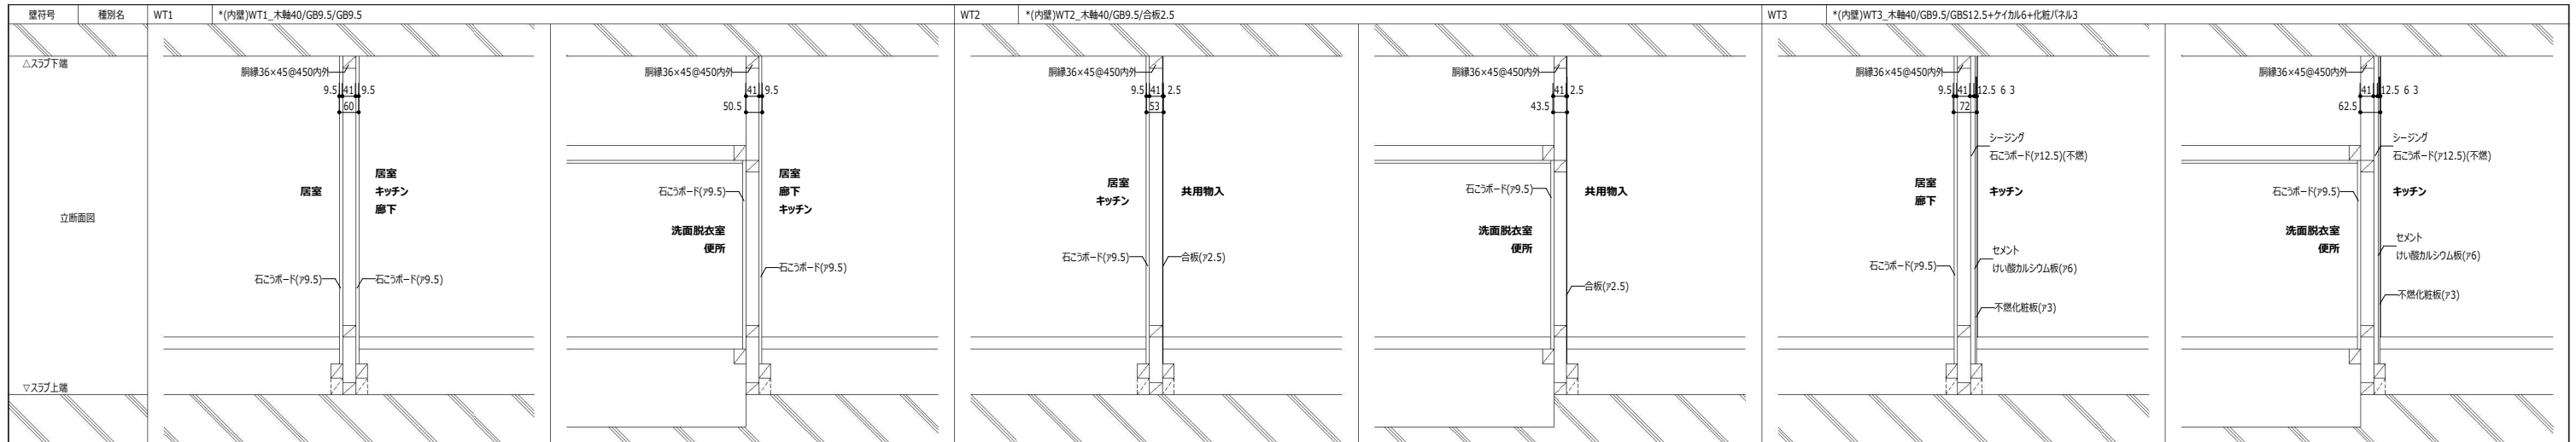 壁符号 種別名 WT1 *(内壁)WT1_木軸40/GB9.5/GB9.5 WT2 *(内壁)WT2_木軸40/GB9.5/合板2.5 WT3 *(内壁)WT3_木軸40/GB9.5/GBS12.5+ケイカル6+化粧パネル3
△スラブ下端
立断面図
▽スラブ上端
胴縁36×45@450内外
9.5 41 9.5
60
居室
居室
キッチン
廊下
石こうボード(ｱ9.5)
石こうボード(ｱ9.5)
胴縁36×45@450内外
41 9.5
50.5
石こうボード(ｱ9.5)
居室
廊下
キッチン
洗面脱衣室
便所
石こうボード(ｱ9.5)
胴縁36×45@450内外
9.5 41 2.5
53
居室
キッチン
共用物入
石こうボード(ｱ9.5)
合板(ｱ2.5)
胴縁36×45@450内外
41 2.5
43.5
石こうボード(ｱ9.5)
共用物入
洗面脱衣室
便所
合板(ｱ2.5)
胴縁36×45@450内外
9.5 41 12.5 6 3
72
シージング
石こうボード(ｱ12.5)(不燃)
居室
廊下
キッチン
石こうボード(ｱ9.5)
セメント
けい酸カルシウム板(ｱ6)
不燃化粧板(ｱ3)
胴縁36×45@450内外
41 12.5 6 3
62.5
シージング
石こうボード(ｱ12.5)(不燃)
石こうボード(ｱ9.5)
キッチン
洗面脱衣室
便所
セメント
けい酸カルシウム板(ｱ6)
不燃化粧板(ｱ3)